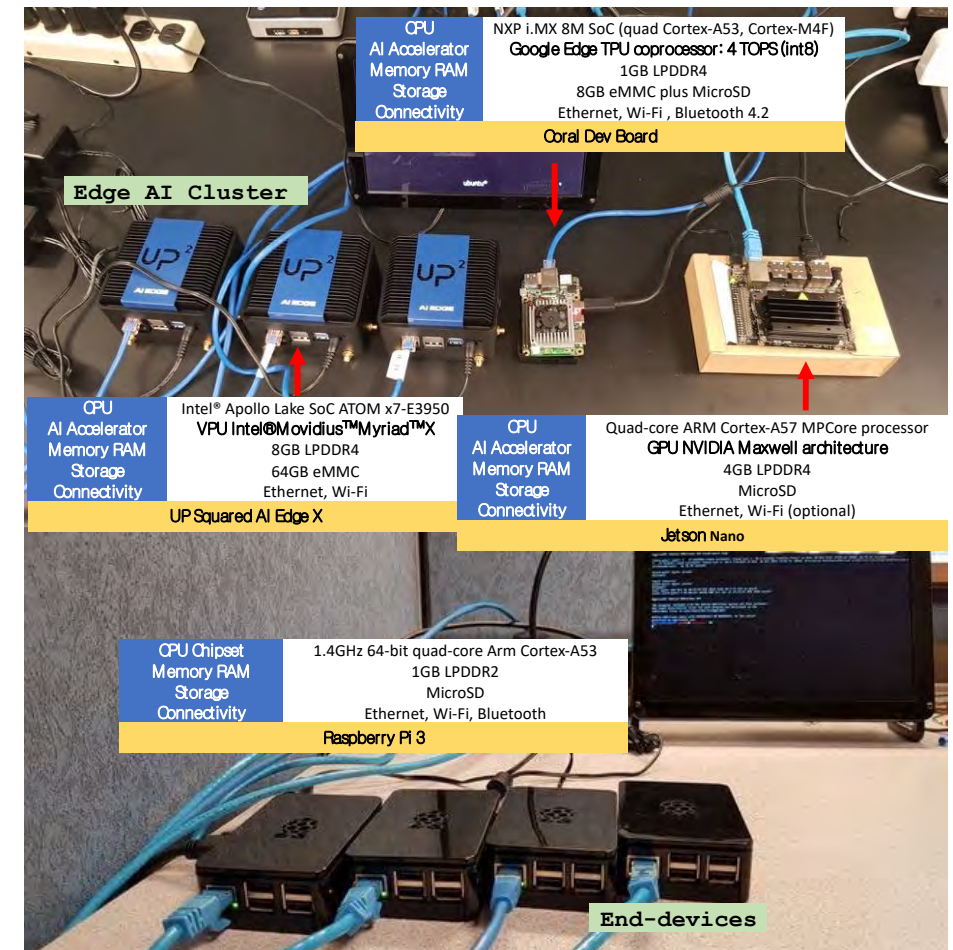 CPU NXP i.MX 8M SoC (quad Cortex-A53, Cortex-M4F)
AI Accelerator Google Edge TPU coprocessor: 4 TOPS (int8)
Memory RAM 1GB LPDDR4
Storage 8GB eMMC plus MicroSD
Connectivity Ethernet, Wi-Fi , Bluetooth 4.2
Coral Dev Board
ubuntu
Edge AI Cluster
UP²
AI EDGE
UP²
AI EDGE
UP²
AI EDGE
CPU Intel® Apollo Lake SoC ATOM x7-E3950
AI Accelerator VPU Intel®Movidius™Myriad™X
Memory RAM 8GB LPDDR4
Storage 64GB eMMC
Connectivity Ethernet, Wi-Fi
UP Squared AI Edge X
CPU Quad-core ARM Cortex-A57 MPCore processor
AI Accelerator GPU NVIDIA Maxwell architecture
Memory RAM 4GB LPDDR4
Storage MicroSD
Connectivity Ethernet, Wi-Fi (optional)
Jetson Nano
CPU Chipset 1.4GHz 64-bit quad-core Arm Cortex-A53
Memory RAM 1GB LPDDR2
Storage MicroSD
Connectivity Ethernet, Wi-Fi, Bluetooth
Raspberry Pi 3
End-devices